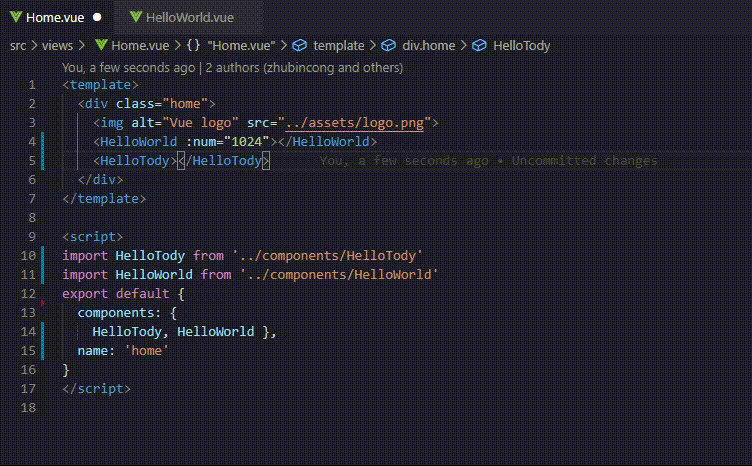 Home.vue ●
HelloWorld.vue
src > views > Home.vue > {} "Home.vue" > template > div.home > HelloTody
You, a few seconds ago | 2 authors (zhubincong and others)
1 <template>
2 <div class="home">
3 <img alt="Vue logo" src="../assets/logo.png">
4 <HelloWorld :num="1024"></HelloWorld>
5 <HelloTody></HelloTody> You, a few seconds ago • Uncommitted changes
6 </div>
7 </template>
8
9 <script>
10 import HelloTody from '../components/HelloTody'
11 import HelloWorld from '../components/HelloWorld'
12 export default {
13 components: {
14 HelloTody, HelloWorld },
15 name: 'home'
16 }
17 </script>
18